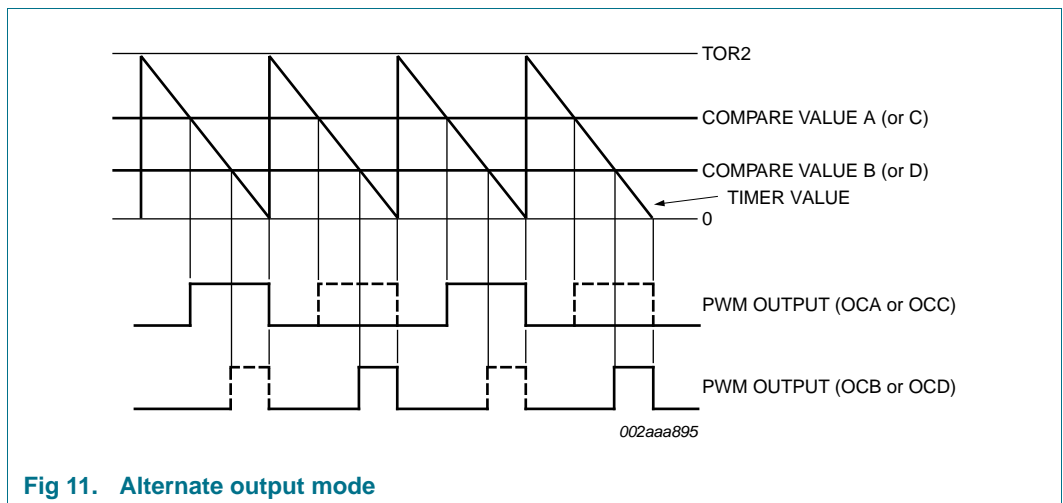 TOR2
COMPARE VALUE A (or C)
COMPARE VALUE B (or D)
TIMER VALUE
0
PWM OUTPUT (OCA or OCC)
PWM OUTPUT (OCB or OCD)
002aaa895
Fig 11. Alternate output mode